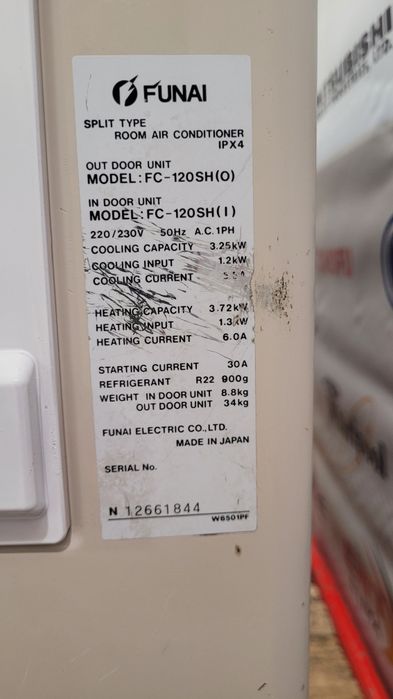 FUNAI
SPLIT TYPE
ROOM AIR CONDITIONER
IPX4
OUT DOOR UNIT
MODEL: FC-120SH(O)
IN DOOR UNIT
MODEL: FC-120SH(I)
220/230V 50Hz A.C.1PH
COOLING CAPACITY 3.25kW
COOLING INPUT 1.2kW
COOLING CURRENT
HEATING CAPACITY 3.72kW
HEATING INPUT 1.3kW
HEATING CURRENT 6.0A
STARTING CURRENT 30A
REFRIGERANT R22 900g
WEIGHT IN DOOR UNIT 8.8kg
OUT DOOR UNIT 34kg
FUNAI ELECTRIC CO.,LTD.
MADE IN JAPAN
SERIAL No.
N 12661844
W6501PF